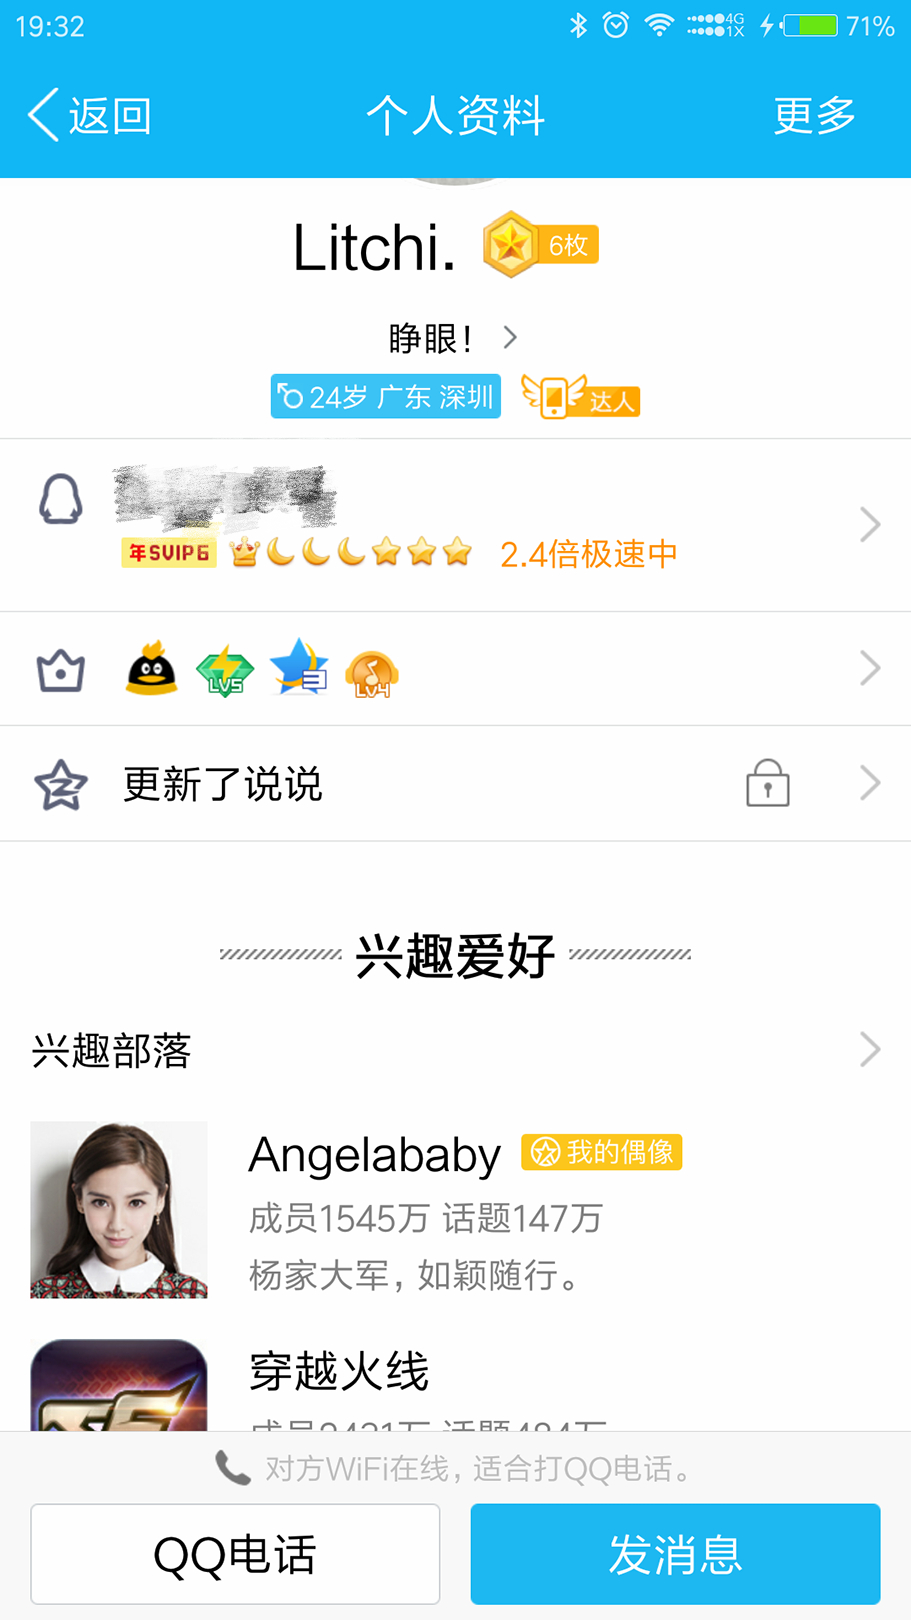 19:32
4G
1X
71%
返回
个人资料
更多
Litchi.
6枚
睁眼！
24岁 广东 深圳
达人
年SVIP6
2.4倍极速中
LV5
LV4
更新了说说
兴趣爱好
兴趣部落
Angelababy
我的偶像
成员1545万 话题147万
杨家大军，如颖随行。
穿越火线
对方WiFi在线，适合打QQ电话。
QQ电话
发消息